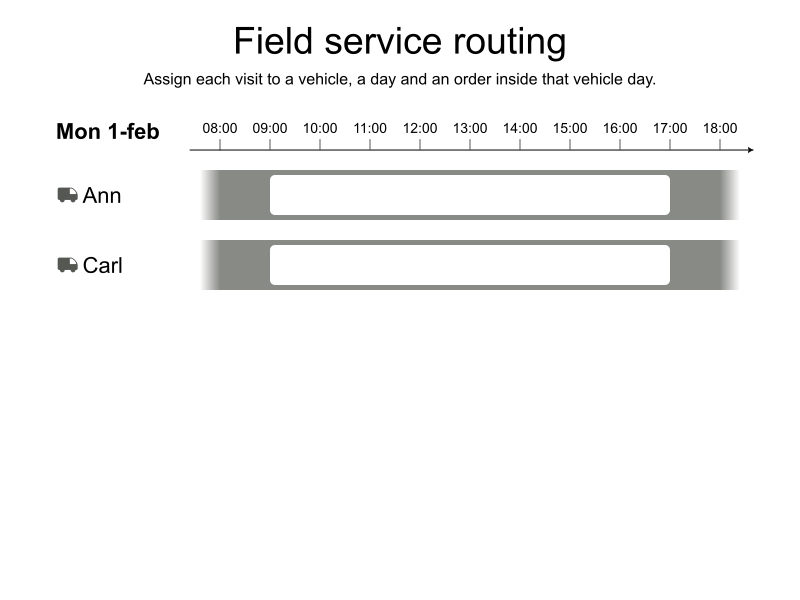 Field service routing
Assign each visit to a vehicle, a day and an order inside that vehicle day.
Mon 1-feb 08:00 09:00 10:00 11:00 12:00 13:00 14:00 15:00 16:00 17:00 18:00
Ann
Carl